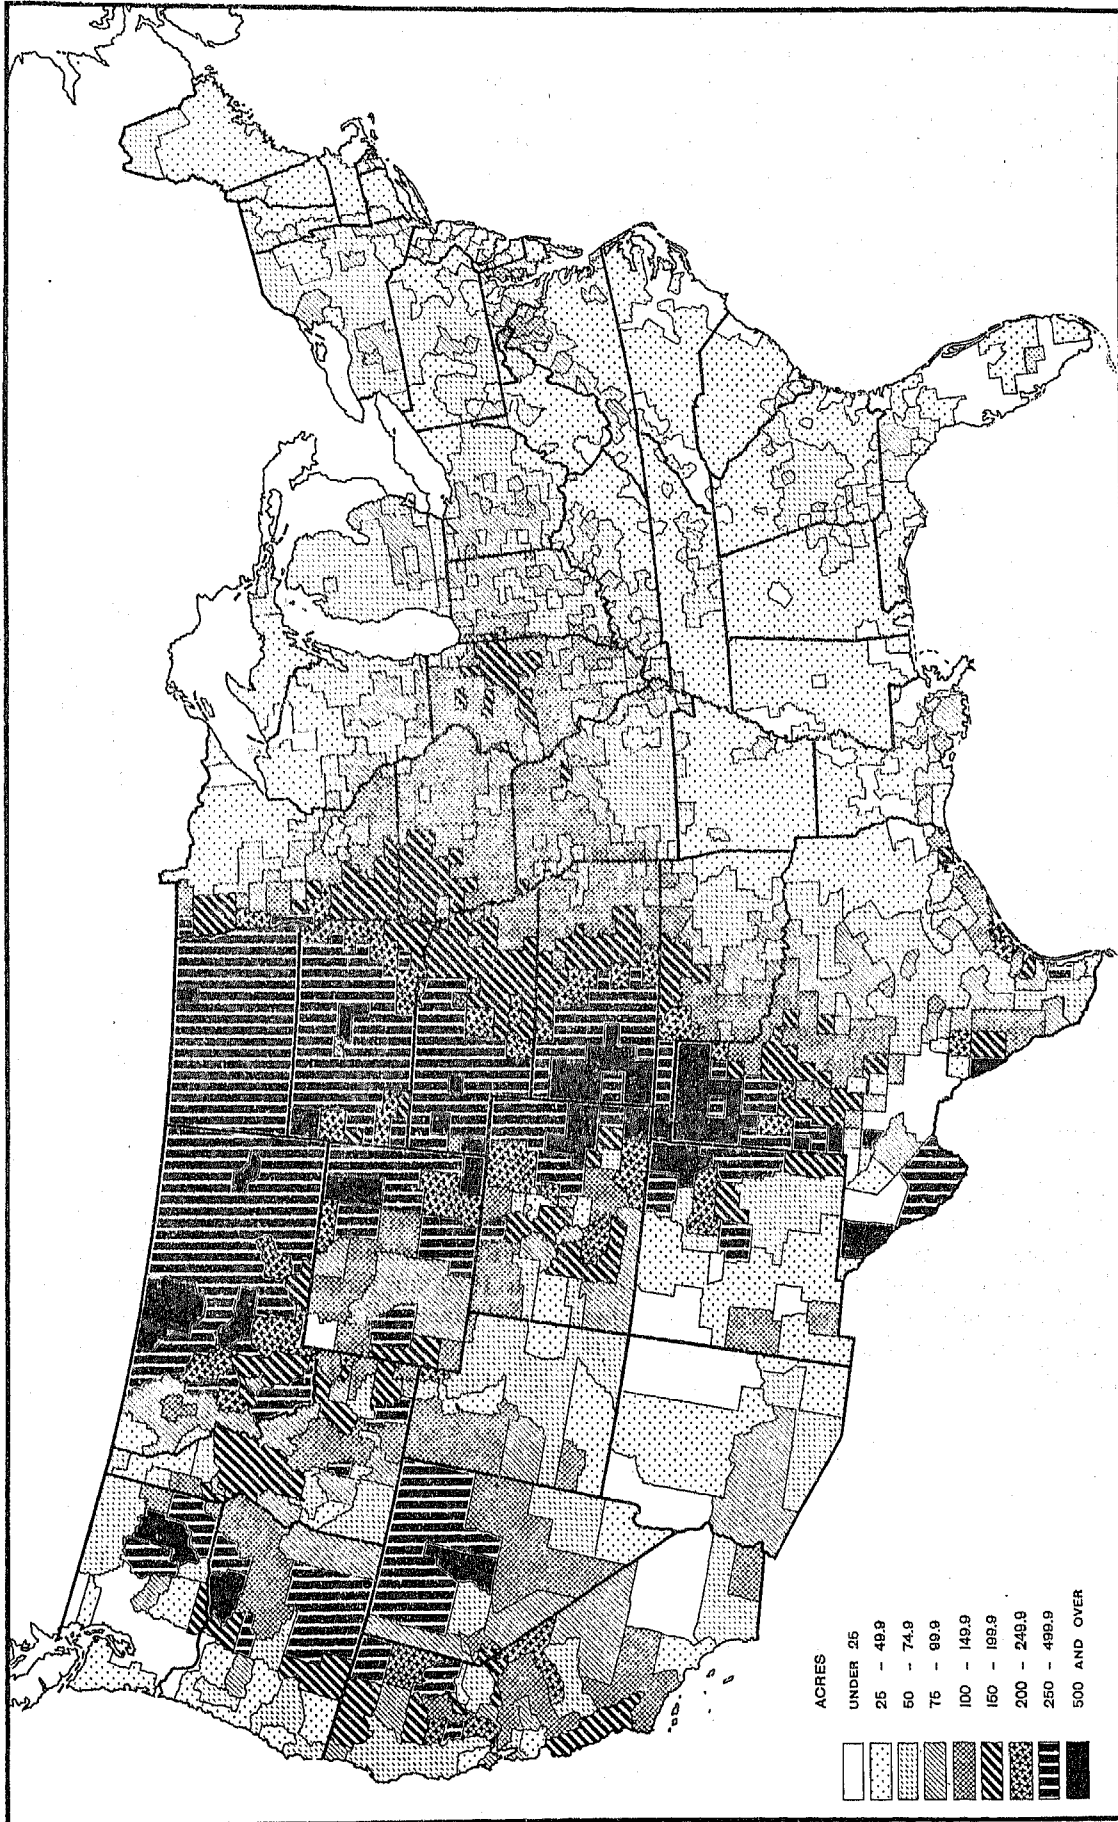 ACRES
UNDER 25
25 – 49.9
50 – 74.9
75 – 99.9
100 – 149.9
150 – 199.9
200 – 249.9
250 – 499.9
500 AND OVER